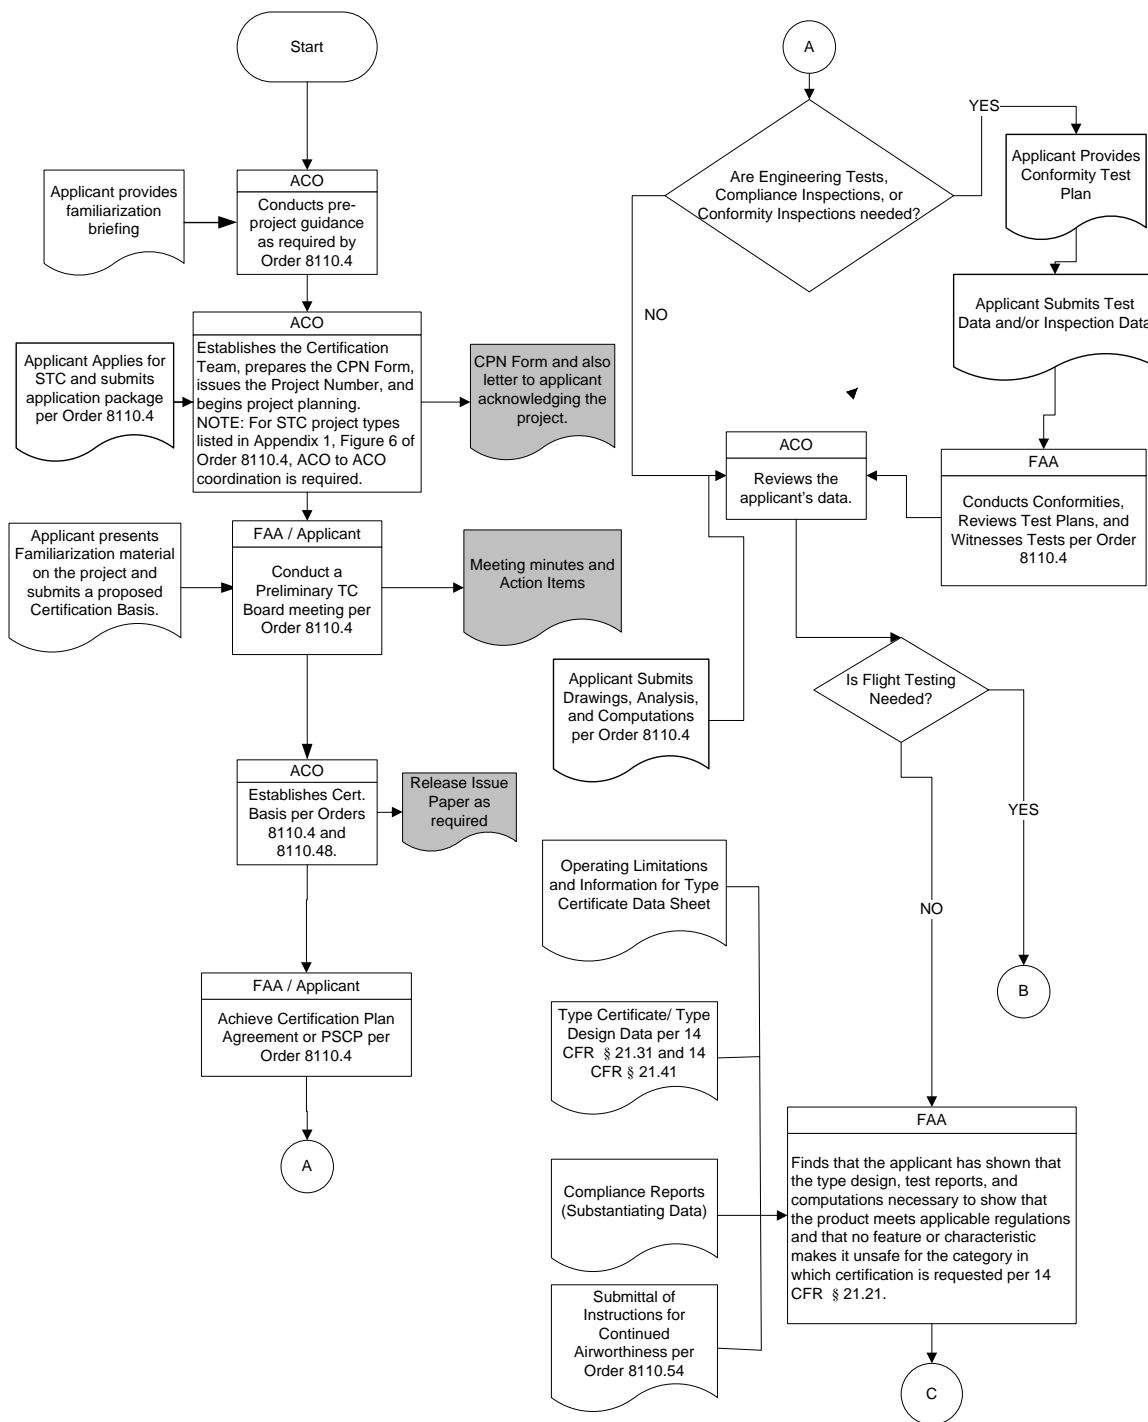 Start
Applicant provides
familiarization
briefing
ACO
Conducts pre-
project guidance
as required by
Order 8110.4
Applicant Applies for
STC and submits
application package
per Order 8110.4
ACO
Establishes the Certification
Team, prepares the CPN Form,
issues the Project Number, and
begins project planning.
NOTE: For STC project types
listed in Appendix 1, Figure 6 of
Order 8110.4, ACO to ACO
coordination is required.
CPN Form and also
letter to applicant
acknowledging the
project.
Applicant presents
Familiarization material
on the project and
submits a proposed
Certification Basis.
FAA / Applicant
Conduct a
Preliminary TC
Board meeting per
Order 8110.4
Meeting minutes and
Action Items
ACO
Establishes Cert.
Basis per Orders
8110.4 and
8110.48.
Release Issue
Paper as
required
FAA / Applicant
Achieve Certification Plan
Agreement or PSCP per
Order 8110.4
A
A
Are Engineering Tests,
Compliance Inspections, or
Conformity Inspections needed?
YES
NO
Applicant Provides
Conformity Test
Plan
Applicant Submits Test
Data and/or Inspection Data
FAA
Conducts Conformities,
Reviews Test Plans, and
Witnesses Tests per Order
8110.4
ACO
Reviews the
applicant's data.
Applicant Submits
Drawings, Analysis,
and Computations
per Order 8110.4
Is Flight Testing
Needed?
YES
NO
B
Operating Limitations
and Information for Type
Certificate Data Sheet
Type Certificate/ Type
Design Data per 14
CFR § 21.31 and 14
CFR § 21.41
Compliance Reports
(Substantiating Data)
Submittal of
Instructions for
Continued
Airworthiness per
Order 8110.54
FAA
Finds that the applicant has shown that
the type design, test reports, and
computations necessary to show that
the product meets applicable regulations
and that no feature or characteristic
makes it unsafe for the category in
which certification is requested per 14
CFR § 21.21.
C